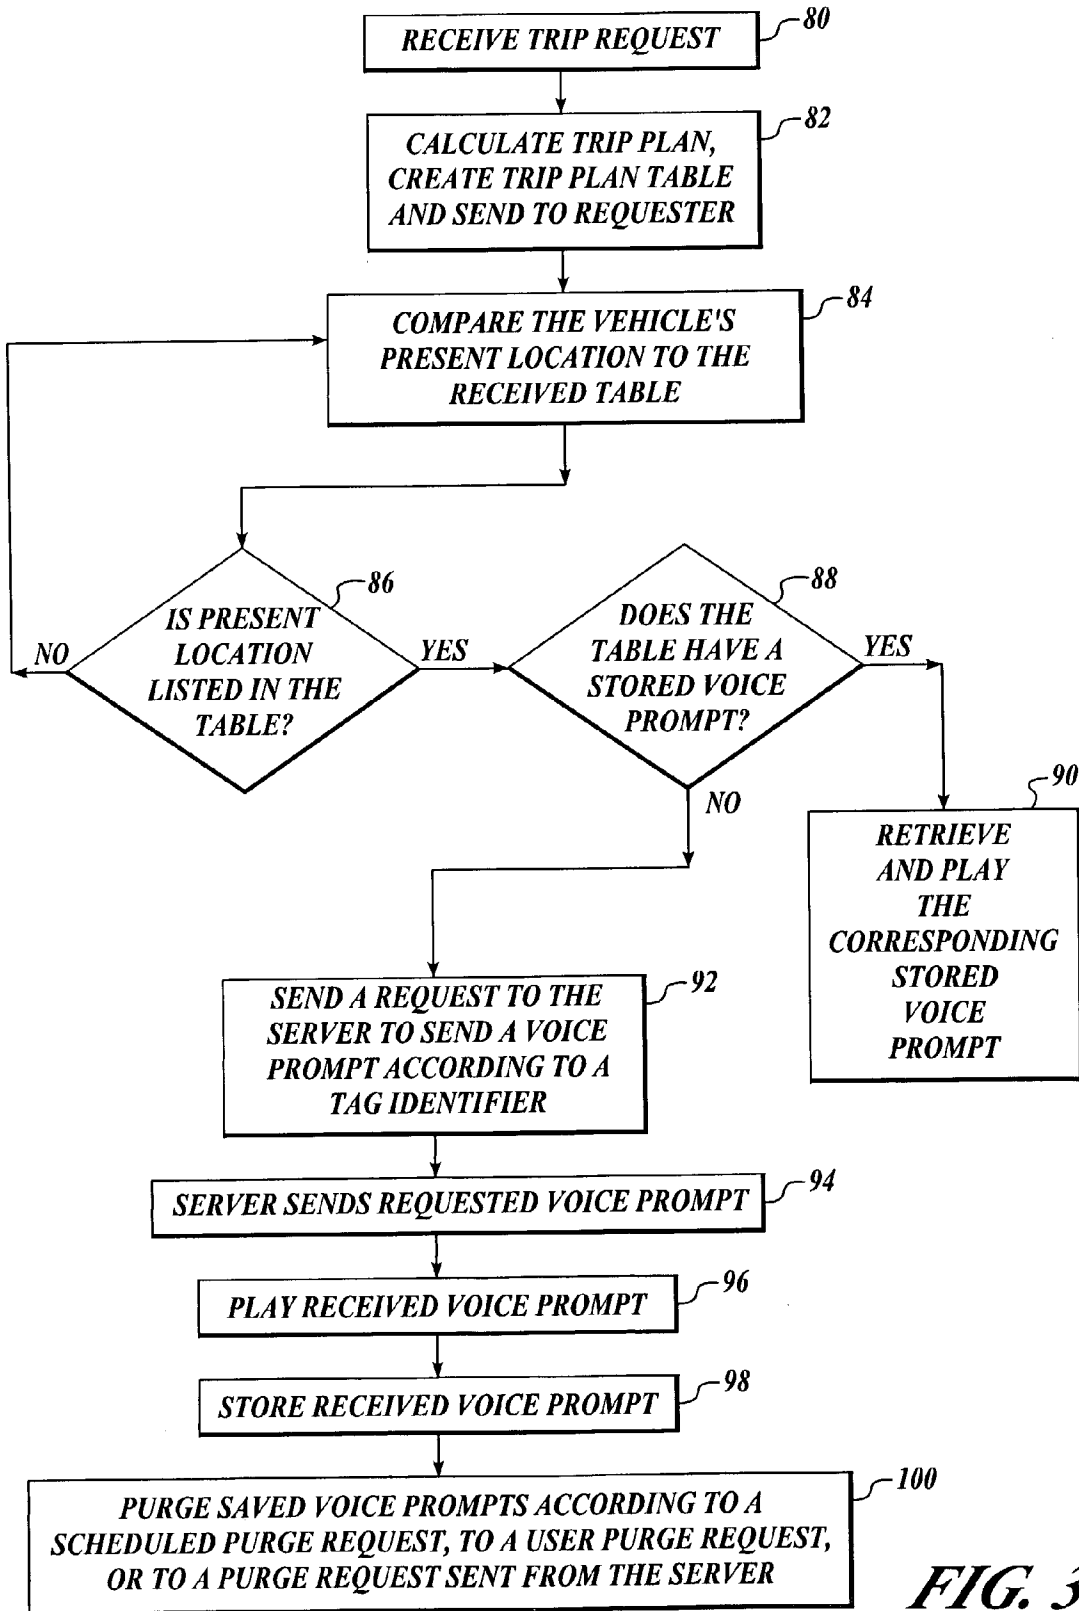 RECEIVE TRIP REQUEST
80
CALCULATE TRIP PLAN,
CREATE TRIP PLAN TABLE
AND SEND TO REQUESTER
82
COMPARE THE VEHICLE'S
PRESENT LOCATION TO THE
RECEIVED TABLE
84
IS PRESENT
LOCATION
LISTED IN THE
TABLE?
86
NO
YES
DOES THE
TABLE HAVE A
STORED VOICE
PROMPT?
88
YES
NO
RETRIEVE
AND PLAY
THE
CORRESPONDING
STORED
VOICE
PROMPT
90
SEND A REQUEST TO THE
SERVER TO SEND A VOICE
PROMPT ACCORDING TO A
TAG IDENTIFIER
92
SERVER SENDS REQUESTED VOICE PROMPT
94
PLAY RECEIVED VOICE PROMPT
96
STORE RECEIVED VOICE PROMPT
98
PURGE SAVED VOICE PROMPTS ACCORDING TO A
SCHEDULED PURGE REQUEST, TO A USER PURGE REQUEST,
OR TO A PURGE REQUEST SENT FROM THE SERVER
100
FIG. 3